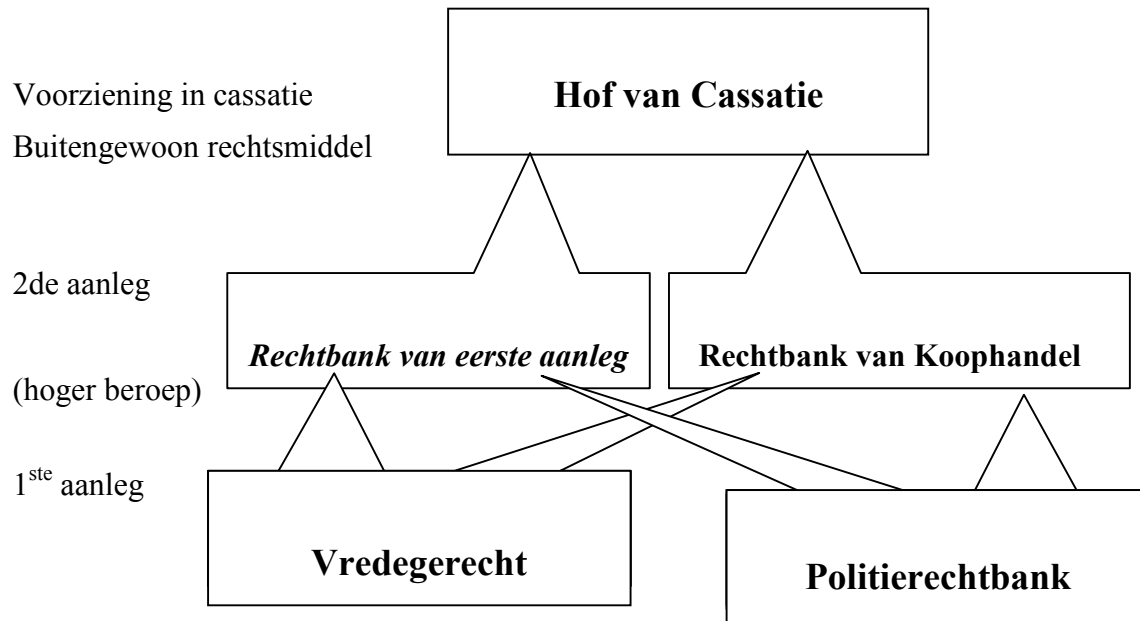 Voorziening in cassatie
Hof van Cassatie
Buitengewoon rechtsmiddel
2de aanleg
Rechtbank van eerste aanleg
Rechtbank van Koophandel
(hoger beroep)
1ste aanleg
Vredegerecht
Politierechtbank